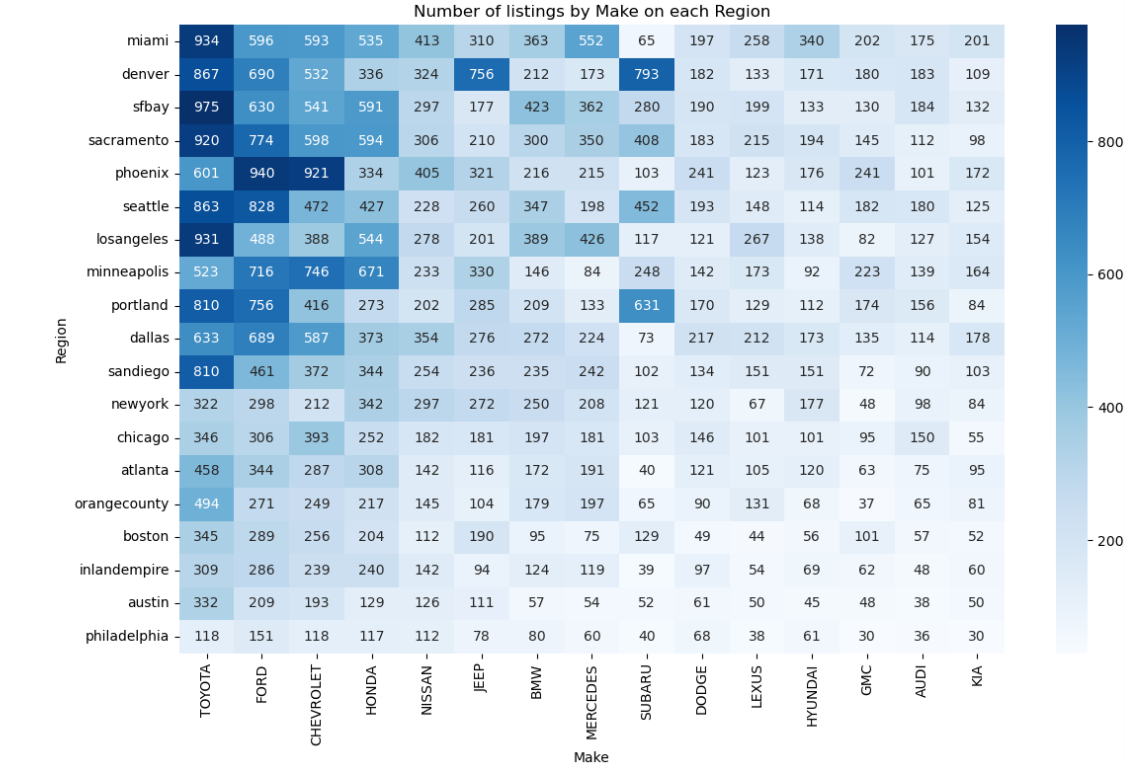 Number of listings by Make on each Region
miami 934 596 593 535 413 310 363 552 65 197 258 340 202 175 201
denver 867 690 532 336 324 756 212 173 793 182 133 171 180 183 109
sfbay 975 630 541 591 297 177 423 362 280 190 199 133 130 184 132
sacramento 920 774 598 594 306 210 300 350 408 183 215 194 145 112 98
phoenix 601 940 921 334 405 321 216 215 103 241 123 176 241 101 172
seattle 863 828 472 427 228 260 347 198 452 193 148 114 182 180 125
losangeles 931 488 388 544 278 201 389 426 117 121 267 138 82 127 154
minneapolis 523 716 746 671 233 330 146 84 248 142 173 92 223 139 164
portland 810 756 416 273 202 285 209 133 631 170 129 112 174 156 84
dallas 633 689 587 373 354 276 272 224 73 217 212 173 135 114 178
sandiego 810 461 372 344 254 236 235 242 102 134 151 151 72 90 103
newyork 322 298 212 342 297 272 250 208 121 120 67 177 48 98 84
chicago 346 306 393 252 182 181 197 181 103 146 101 101 95 150 55
atlanta 458 344 287 308 142 116 172 191 40 121 105 120 63 75 95
orangecounty 494 271 249 217 145 104 179 197 65 90 131 68 37 65 81
boston 345 289 256 204 112 190 95 75 129 49 44 56 101 57 52
inlandempire 309 286 239 240 142 94 124 119 39 97 54 69 62 48 60
austin 332 209 193 129 126 111 57 54 52 61 50 45 48 38 50
philadelphia 118 151 118 117 112 78 80 60 40 68 38 61 30 36 30
TOYOTA FORD CHEVROLET HONDA NISSAN JEEP BMW MERCEDES SUBARU DODGE LEXUS HYUNDAI GMC AUDI KIA
Make
Region
800
600
400
200